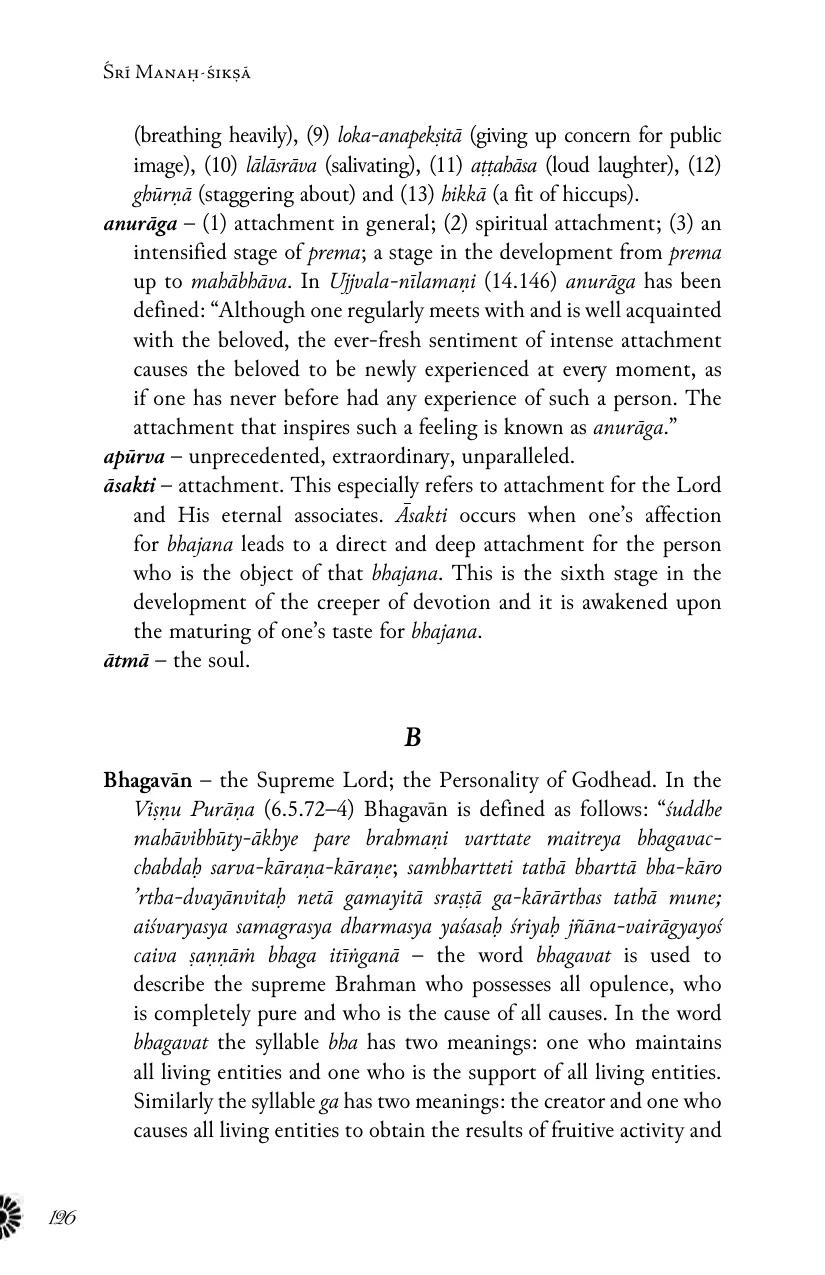 Śrī Manaḥ-śikṣā
(breathing heavily), (9) loka-anapekṣitā (giving up concern for public
image), (10) lālāsrāva (salivating), (11) aṭṭahāsa (loud laughter), (12)
ghūrṇā (staggering about) and (13) hikkā (a fit of hiccups).
anurāga – (1) attachment in general; (2) spiritual attachment; (3) an
intensified stage of prema; a stage in the development from prema
up to mahābhāva. In Ujjvala-nīlamaṇi (14.146) anurāga has been
defined: “Although one regularly meets with and is well acquainted
with the beloved, the ever-fresh sentiment of intense attachment
causes the beloved to be newly experienced at every moment, as
if one has never before had any experience of such a person. The
attachment that inspires such a feeling is known as anurāga.”
apūrva – unprecedented, extraordinary, unparalleled.
āsakti – attachment. This especially refers to attachment for the Lord
and His eternal associates. Āsakti occurs when one’s affection
for bhajana leads to a direct and deep attachment for the person
who is the object of that bhajana. This is the sixth stage in the
development of the creeper of devotion and it is awakened upon
the maturing of one’s taste for bhajana.
ātmā – the soul.
B
Bhagavān – the Supreme Lord; the Personality of Godhead. In the
Viṣṇu Purāṇa (6.5.72–4) Bhagavān is defined as follows: “śuddhe
mahāvibhūty-ākhye pare brahmaṇi varttate maitreya bhagavac-
chabdaḥ sarva-kāraṇa-kāraṇe; sambhartteti tathā bharttā bha-kāro
’rtha-dvayānvitaḥ netā gamayitā sraṣṭā ga-kārārthas tathā mune;
aiśvaryasya samagrasya dharmasya yaśasaḥ śriyaḥ jñāna-vairāgyayoś
caiva ṣaṇṇāṁ bhaga itīṅganā – the word bhagavat is used to
describe the supreme Brahman who possesses all opulence, who
is completely pure and who is the cause of all causes. In the word
bhagavat the syllable bha has two meanings: one who maintains
all living entities and one who is the support of all living entities.
Similarly the syllable ga has two meanings: the creator and one who
causes all living entities to obtain the results of fruitive activity and
126